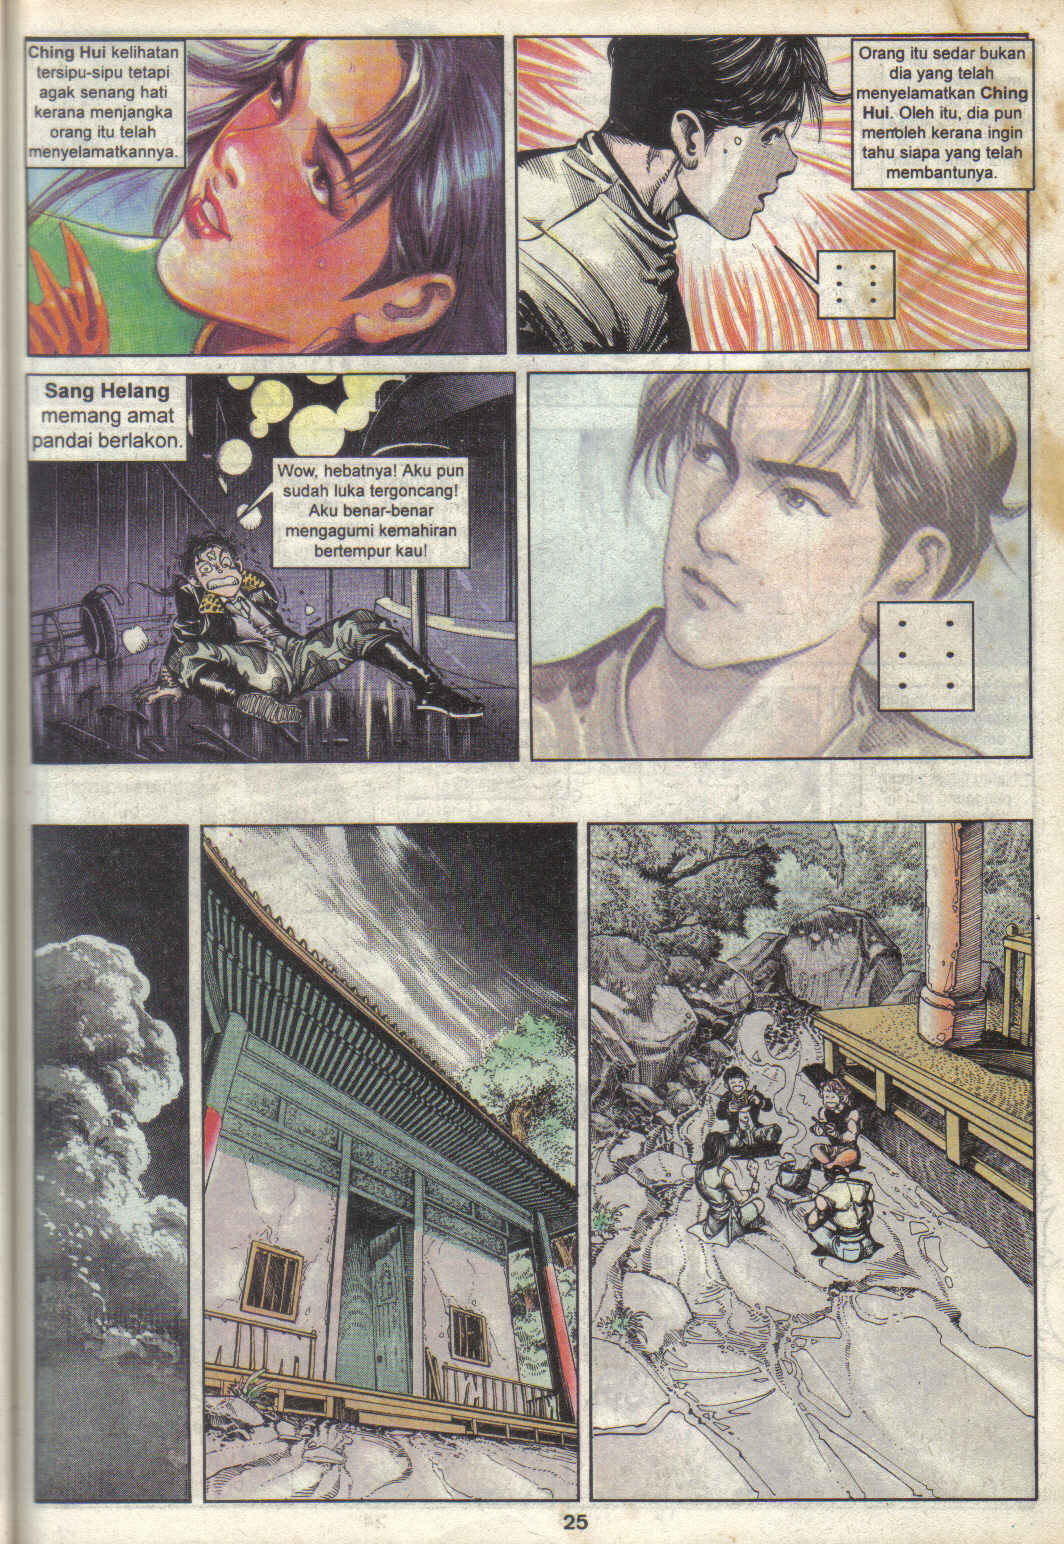 Ching Hui kelihatan
tersipu-sipu tetapi
agak senang hati
kerana menjangka
orang itu telah
menyelamatkannya.
Orang itu sedar bukan
dia yang telah
menyelamatkan Ching
Hui. Oleh itu, dia pun
menoleh kerana ingin
tahu siapa yang telah
membantunya.
Sang Helang
memang amat
pandai berlakon.
Wow, hebatnya! Aku pun
sudah luka tergoncang!
Aku benar-benar
mengagumi kemahiran
bertempur kau!
25